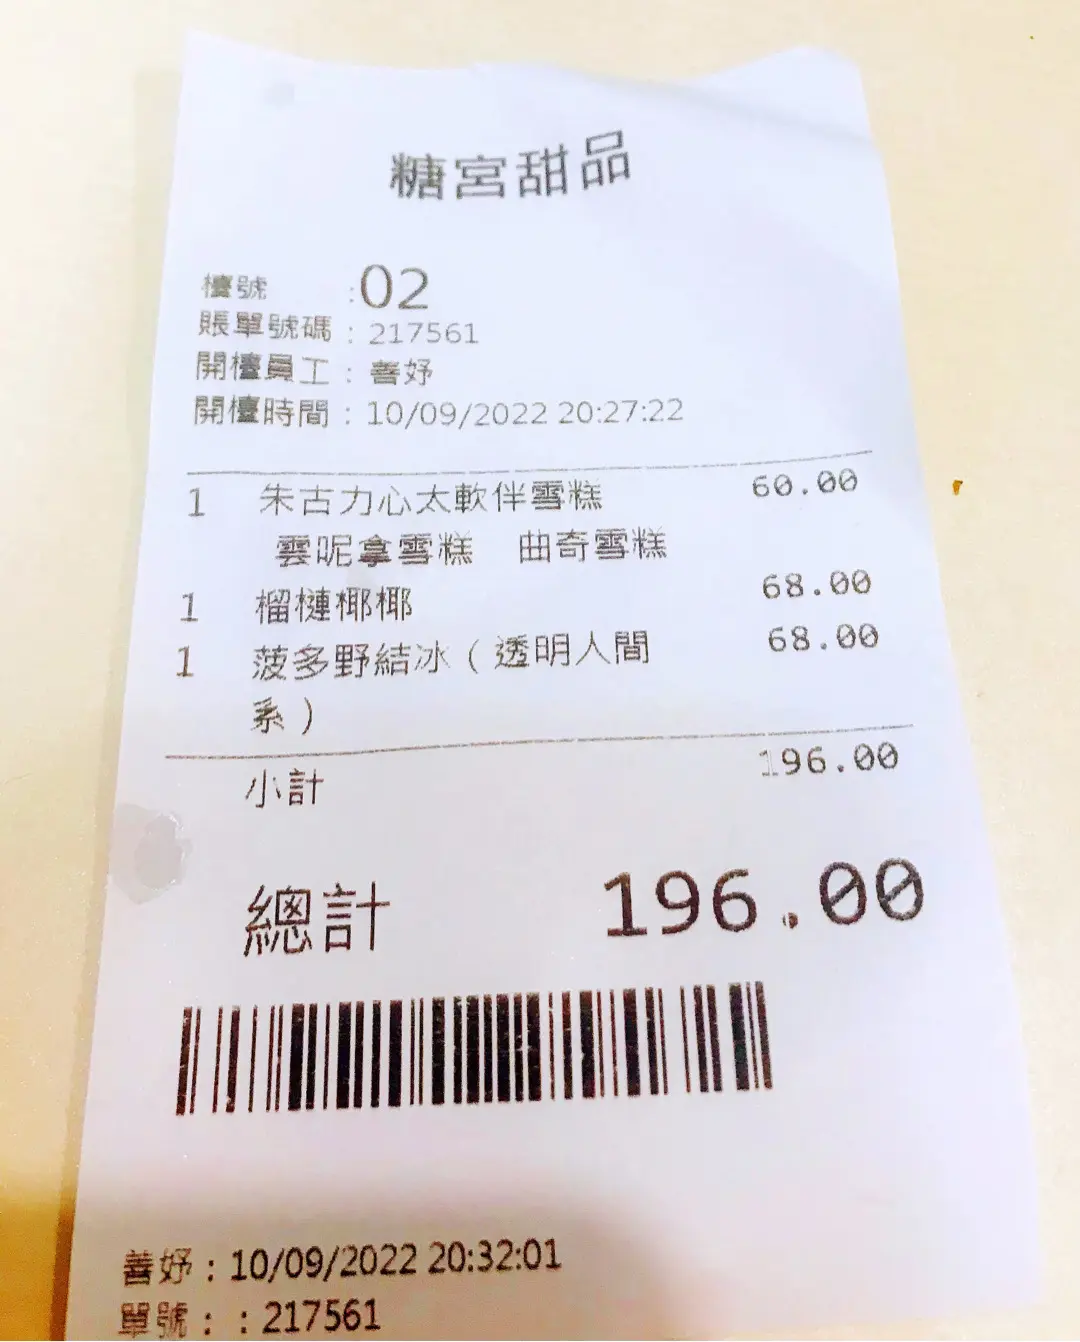 糖宮甜品
檯號 :02
賬單號碼 : 217561
開檯員工 : 善妤
開檯時間 : 10/09/2022 20:27:22
1 朱古力心太軟伴雪糕 60.00
雲呢拿雪糕 曲奇雪糕
1 榴槤椰椰 68.00
1 菠多野結冰（透明人間 68.00
系）
小計 196.00
總計 196.00
善妤 : 10/09/2022 20:32:01
單號 : : 217561